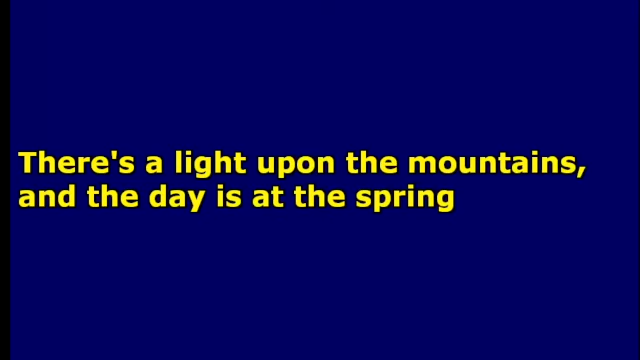 There's a light upon the mountains,
and the day is at the spring